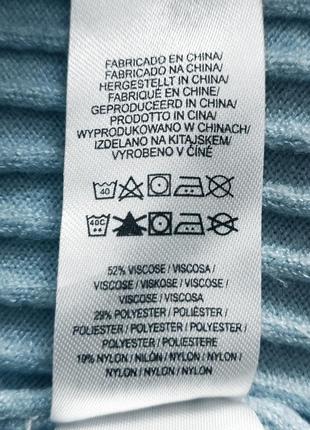 FABRICADO EN CHINA/
FABRICADO NA CHINA/
HERGESTELLT IN CHINA/
FABRIQUÉ EN CHINE/
GEPRODUCEERD IN CHINA/
PRODOTTO IN CINA/
WYPRODUKOWANO W CHINACH/
IZDELANO NA KITAJSKEM/
VYROBENO V ČÍNĚ
40
40C
52% VISCOSE / VISCOSA /
VISCOSE / VISKOSE / VISCOSE
/ VISCOSE / VISCOSA
29% POLYESTER / POLIÉSTER /
POLIESTER / POLYESTER / POLYESTER
/ POLYESTER / POLIESTERE
19% NYLON / NILÓN / NYLON / NYLON
/ NYLON / NYLON / NYLON